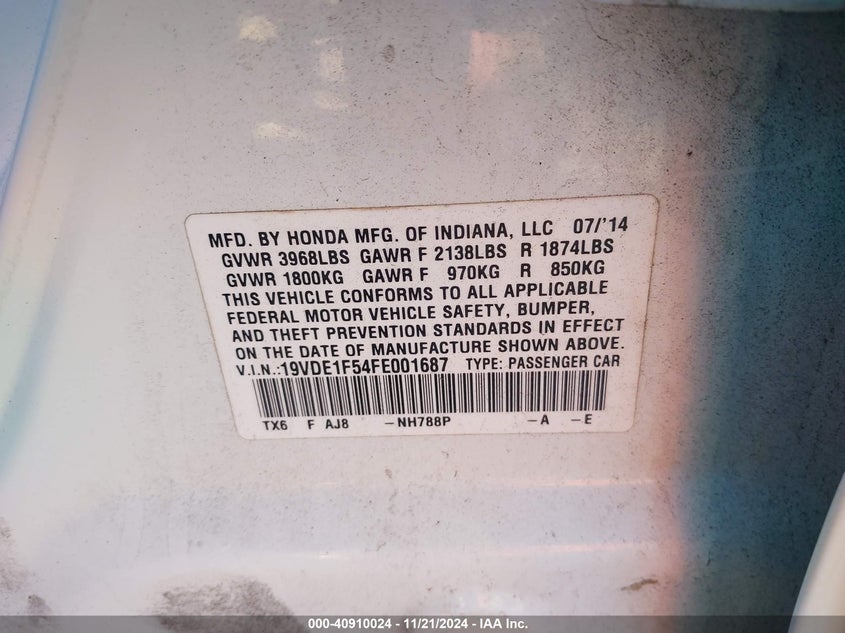 MFD. BY HONDA MFG. OF INDIANA, LLC 07/'14
GVWR 3968LBS GAWR F 2138LBS R 1874LBS
GVWR 1800KG GAWR F 970KG R 850KG
THIS VEHICLE CONFORMS TO ALL APPLICABLE
FEDERAL MOTOR VEHICLE SAFETY, BUMPER,
AND THEFT PREVENTION STANDARDS IN EFFECT
ON THE DATE OF MANUFACTURE SHOWN ABOVE.
V.I.N.:19VDE1F54FE001687 TYPE: PASSENGER CAR
TX6 F AJ8 -NH788P -A -E
000-40910024 - 11/21/2024 - IAA Inc.